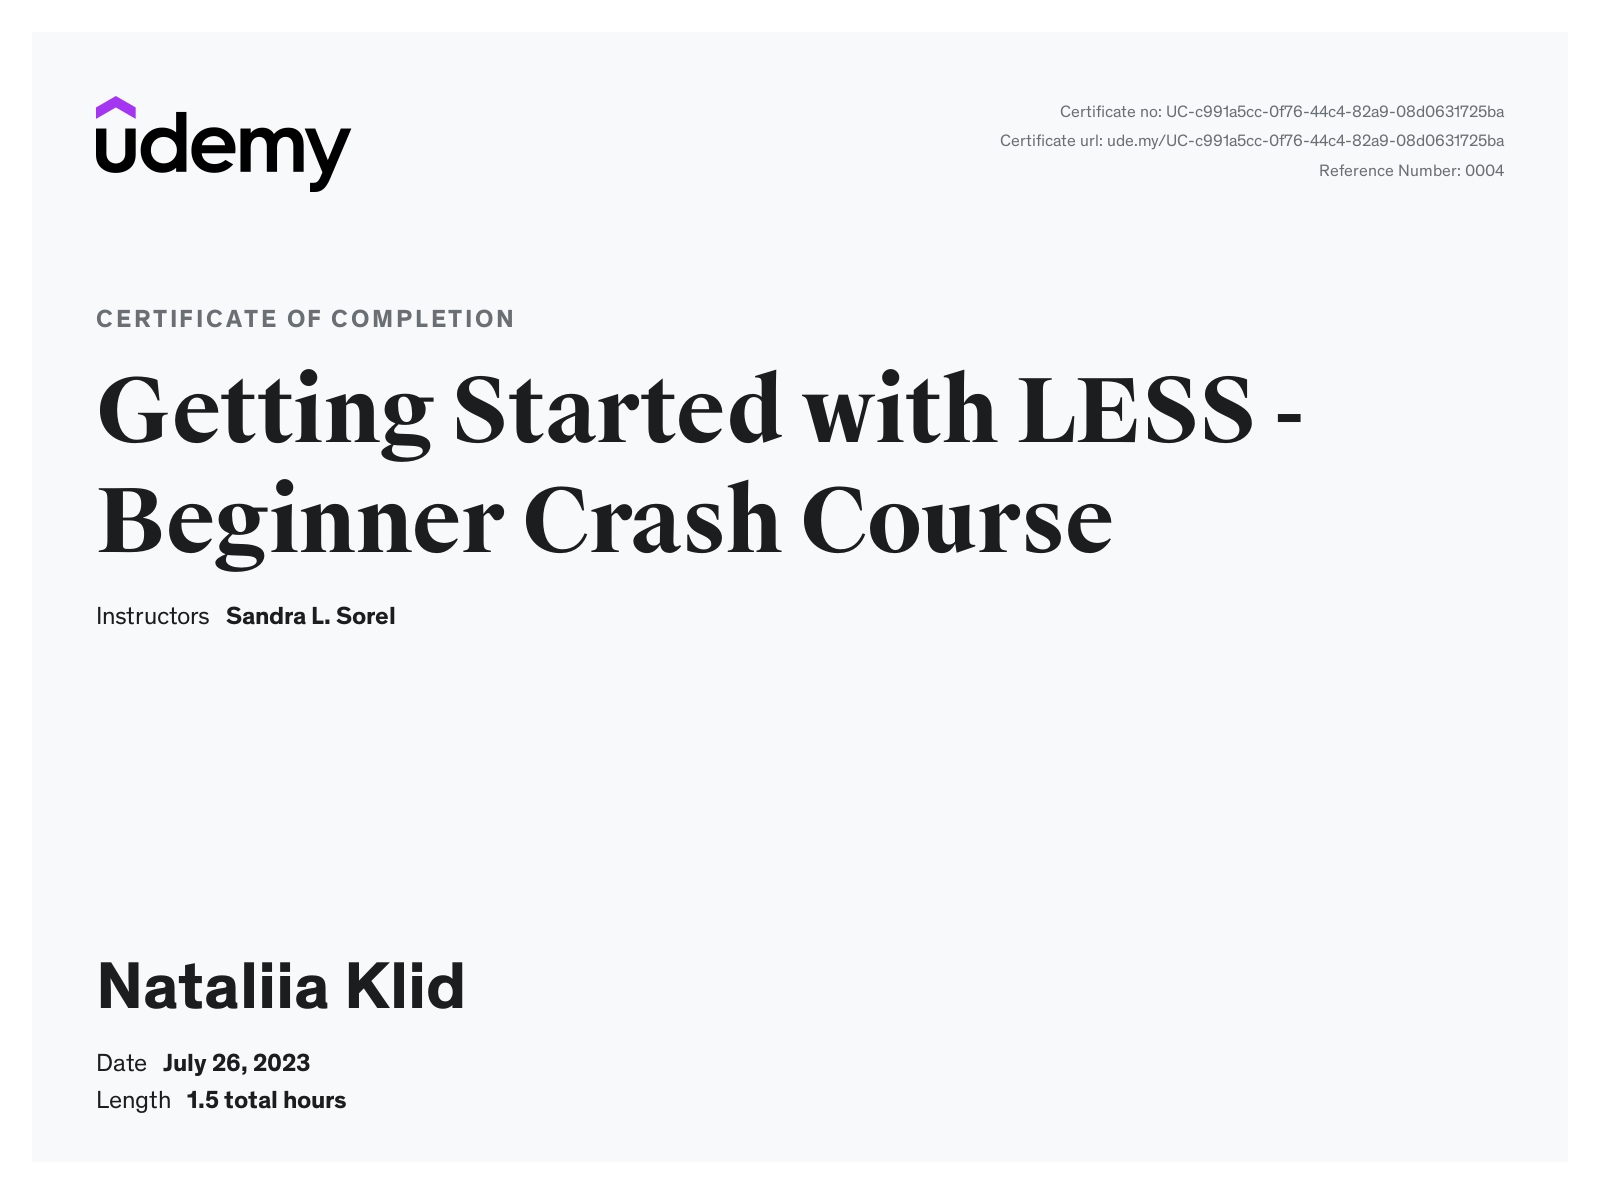 udemy
Certificate no: UC-c991a5cc-0f76-44c4-82a9-08d0631725ba
Certificate url: ude.my/UC-c991a5cc-0f76-44c4-82a9-08d0631725ba
Reference Number: 0004
CERTIFICATE OF COMPLETION
Getting Started with LESS -
Beginner Crash Course
Instructors Sandra L. Sorel
Nataliia Klid
Date July 26, 2023
Length 1.5 total hours